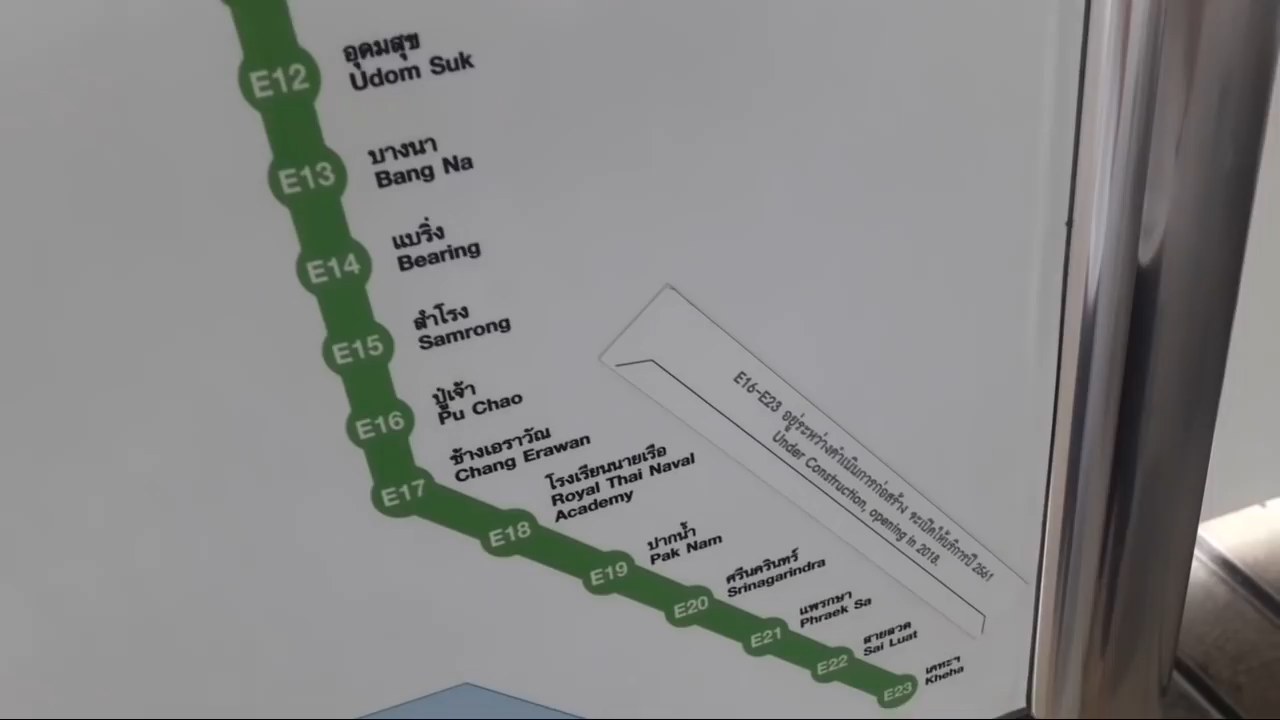 E12
อุดมสุข
Udom Suk
E13
บางนา
Bang Na
E14
แบริ่ง
Bearing
E15
สำโรง
Samrong
E16
ปู่เจ้า
Pu Chao
E17
ช้างเอราวัณ
Chang Erawan
E18
โรงเรียนนายเรือ
Royal Thai Naval
Academy
E19
ปากน้ำ
Pak Nam
E20
ศรีนครินทร์
Srinagarindra
E21
แพรกษา
Phraek Sa
E22
สายลวด
Sai Luat
E23
เคหะฯ
Kheha
E16-E23 อยู่ระหว่างดำเนินการก่อสร้าง จะเปิดให้บริการปี 2561
Under Construction, opening in 2018.